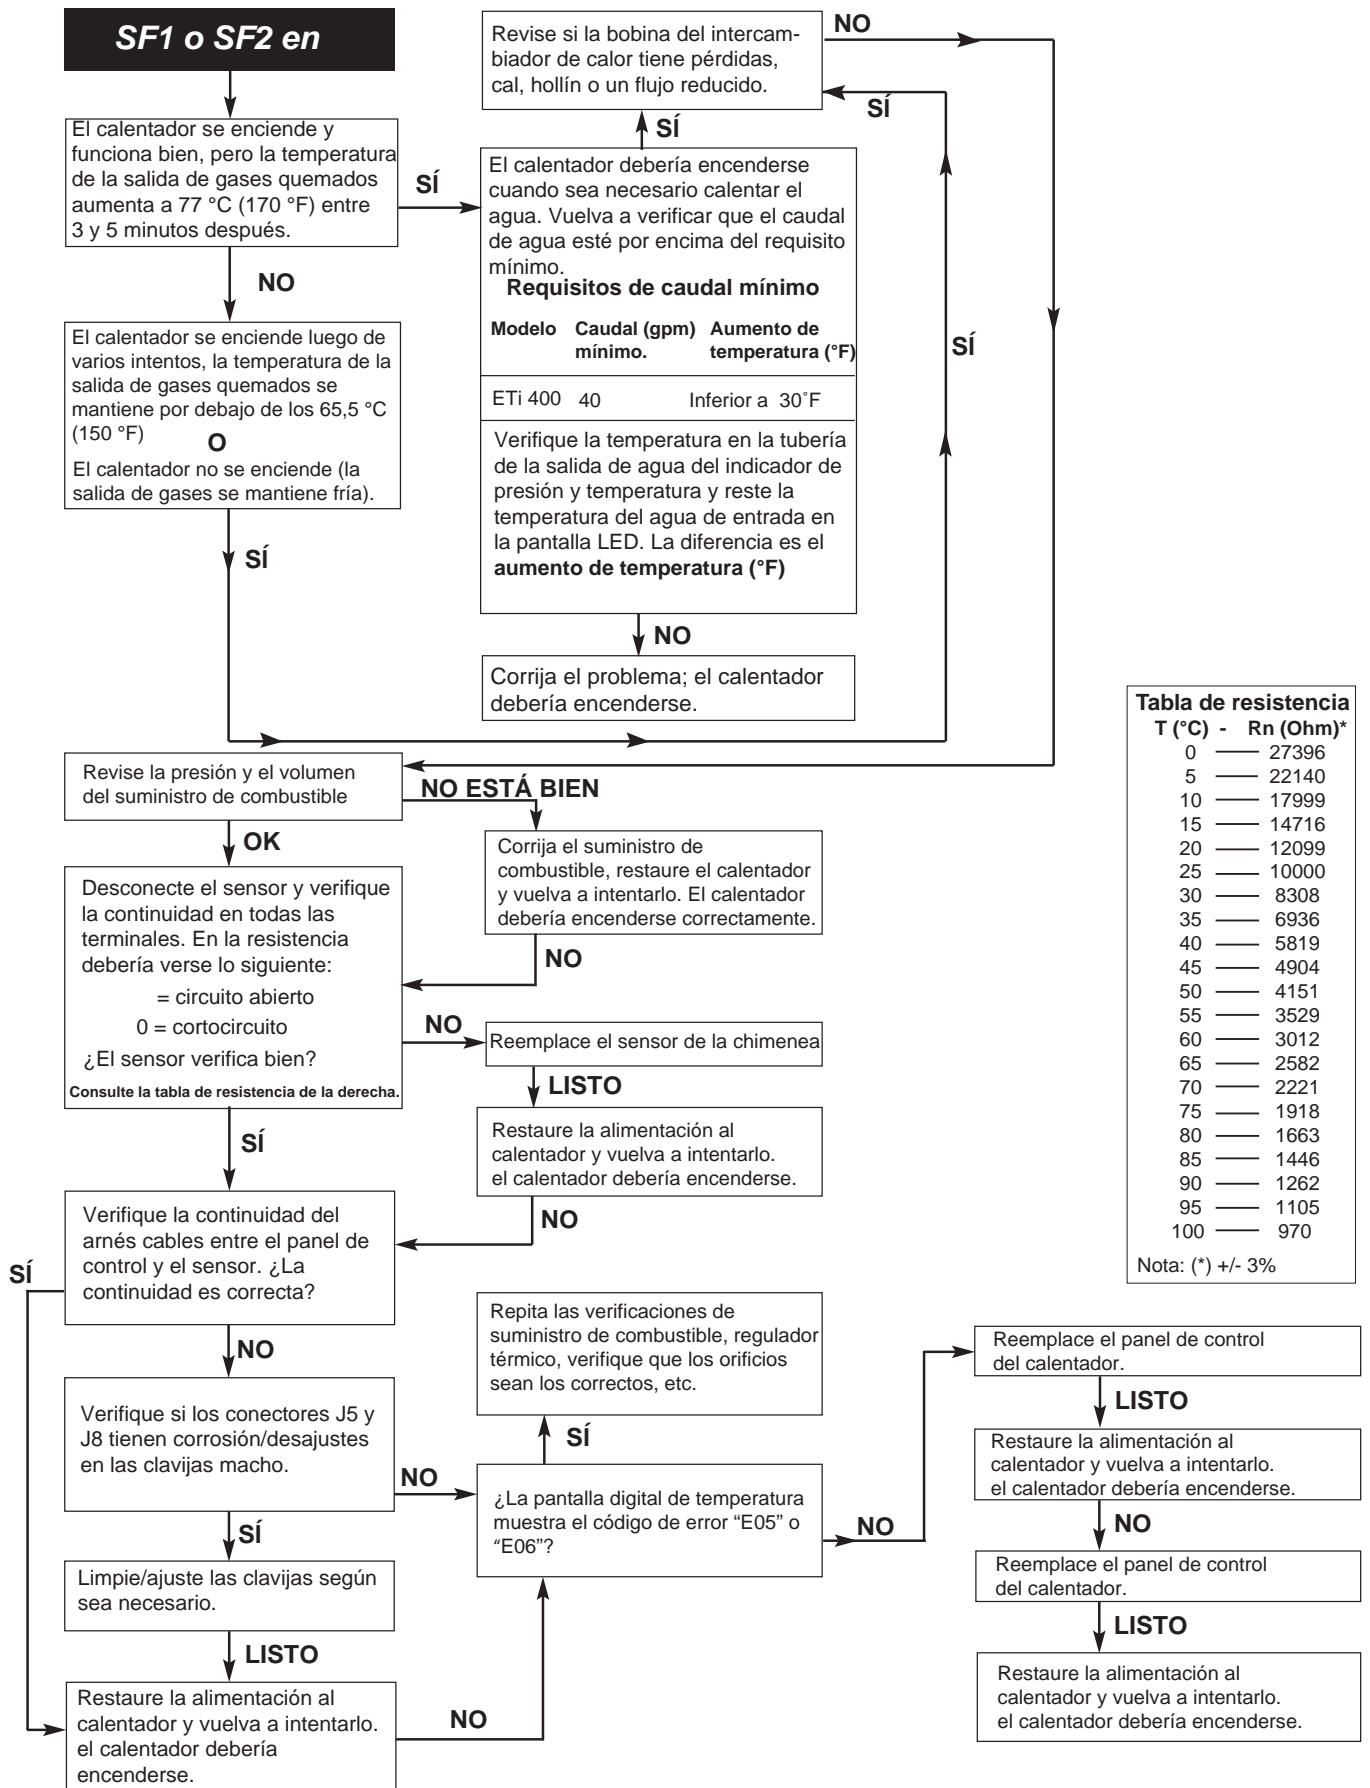 SF1 o SF2 en
El calentador se enciende y
funciona bien, pero la temperatura
de la salida de gases quemados
aumenta a 77 °C (170 °F) entre
3 y 5 minutos después.
SÍ
NO
El calentador se enciende luego de
varios intentos, la temperatura de la
salida de gases quemados se
mantiene por debajo de los 65,5 °C
(150 °F)
O
El calentador no se enciende (la
salida de gases se mantiene fría).
SÍ
Revise si la bobina del intercam-
biador de calor tiene pérdidas,
cal, hollín o un flujo reducido.
NO
SÍ
SÍ
El calentador debería encenderse
cuando sea necesario calentar el
agua. Vuelva a verificar que el caudal
de agua esté por encima del requisito
mínimo.
Requisitos de caudal mínimo
Modelo Caudal (gpm) Aumento de
mínimo. temperatura (°F)
ETi 400 40 Inferior a 30˚F
Verifique la temperatura en la tubería
de la salida de agua del indicador de
presión y temperatura y reste la
temperatura del agua de entrada en
la pantalla LED. La diferencia es el
aumento de temperatura (°F)
SÍ
NO
Corrija el problema; el calentador
debería encenderse.
Revise la presión y el volumen
del suministro de combustible
NO ESTÁ BIEN
OK
Corrija el suministro de
combustible, restaure el calentador
y vuelva a intentarlo. El calentador
debería encenderse correctamente.
NO
Desconecte el sensor y verifique
la continuidad en todas las
terminales. En la resistencia
debería verse lo siguiente:
= circuito abierto
0 = cortocircuito
¿El sensor verifica bien?
Consulte la tabla de resistencia de la derecha.
NO
Reemplace el sensor de la chimenea
LISTO
Restaure la alimentación al
calentador y vuelva a intentarlo.
el calentador debería encenderse.
NO
SÍ
Verifique la continuidad del
arnés cables entre el panel de
control y el sensor. ¿La
continuidad es correcta?
SÍ
NO
Verifique si los conectores J5 y
J8 tienen corrosión/desajustes
en las clavijas macho.
NO
SÍ
Limpie/ajuste las clavijas según
sea necesario.
LISTO
Restaure la alimentación al
calentador y vuelva a intentarlo.
el calentador debería
encenderse.
NO
Repita las verificaciones de
suministro de combustible, regulador
térmico, verifique que los orificios
sean los correctos, etc.
SÍ
¿La pantalla digital de temperatura
muestra el código de error “E05” o
“E06”?
NO
Reemplace el panel de control
del calentador.
LISTO
Restaure la alimentación al
calentador y vuelva a intentarlo.
el calentador debería encenderse.
NO
Reemplace el panel de control
del calentador.
LISTO
Restaure la alimentación al
calentador y vuelva a intentarlo.
el calentador debería encenderse.
Tabla de resistencia
T (°C) - Rn (Ohm)*
0 —— 27396
5 —— 22140
10 —— 17999
15 —— 14716
20 —— 12099
25 —— 10000
30 —— 8308
35 —— 6936
40 —— 5819
45 —— 4904
50 —— 4151
55 —— 3529
60 —— 3012
65 —— 2582
70 —— 2221
75 —— 1918
80 —— 1663
85 —— 1446
90 —— 1262
95 —— 1105
100 —— 970
Nota: (*) +/- 3%